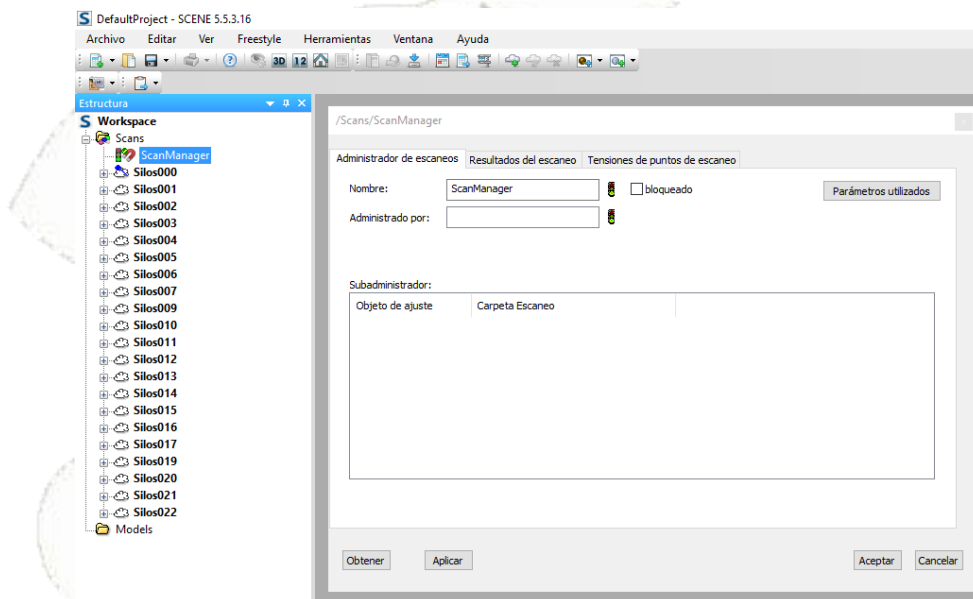 DefaultProject - SCENE 5.5.3.16
Archivo Editar Ver Freestyle Herramientas Ventana Ayuda
3D 12
Estructura
Workspace
Scans
ScanManager
Silos000
Silos001
Silos002
Silos003
Silos004
Silos005
Silos006
Silos007
Silos009
Silos010
Silos011
Silos012
Silos013
Silos014
Silos015
Silos016
Silos017
Silos019
Silos020
Silos021
Silos022
Models
/Scans/ScanManager
Administrador de escaneos Resultados del escaneo Tensiones de puntos de escaneo
Nombre: ScanManager bloqueado Parámetros utilizados
Administrado por:
Subadministrador:
Objeto de ajuste Carpeta Escaneo
Obtener Aplicar Aceptar Cancelar